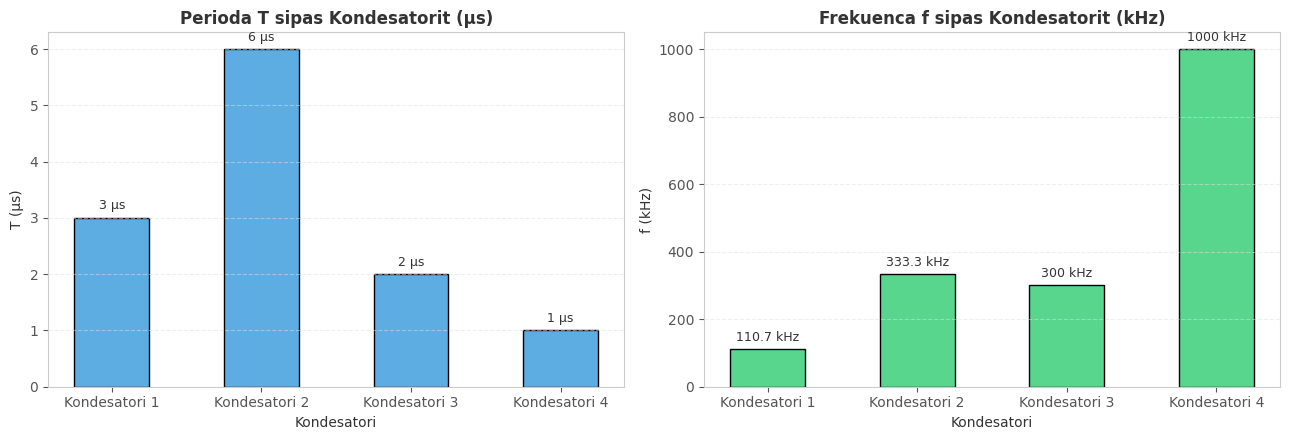 Perioda T sipas Kondesatorit (µs)
T (µs)
6
5
4
3
2
1
0
3 µs
6 µs
2 µs
1 µs
Kondesatori 1
Kondesatori 2
Kondesatori 3
Kondesatori 4
Kondesatori
Frekuenca f sipas Kondesatorit (kHz)
f (kHz)
1000
800
600
400
200
0
110.7 kHz
333.3 kHz
300 kHz
1000 kHz
Kondesatori 1
Kondesatori 2
Kondesatori 3
Kondesatori 4
Kondesatori